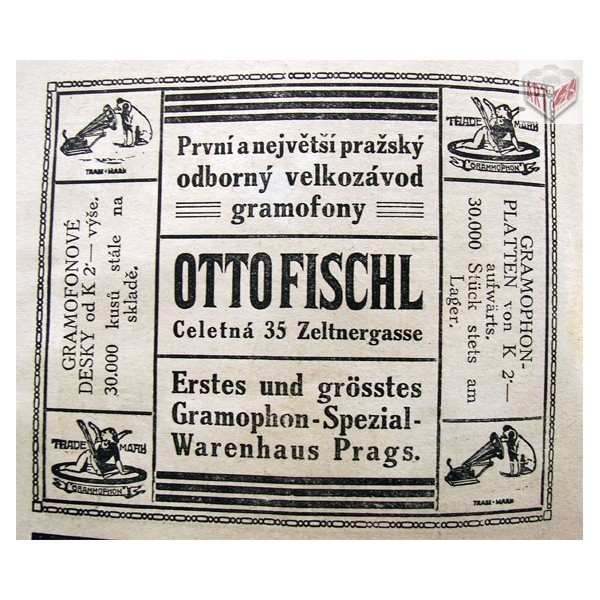 TRADE-MARK
První a největší pražský
odborný velkozávod
gramofony
TRADE MARK
"GRAMMOPHON"
GRAMOFONOVÉ
DESKY od K 2·— výše.
30.000 kusů stále na
skladě.
OTTO FISCHL
Celetná 35 Zeltnergasse
GRAMOPHON-
PLATTEN von K 2·—
aufwärts.
30.000 Stück stets am
Lager.
Erstes und grösstes
Gramophon-Spezial-
Warenhaus Prags.
TRADE MARK
"GRAMMOPHON"
TRADE-MARK